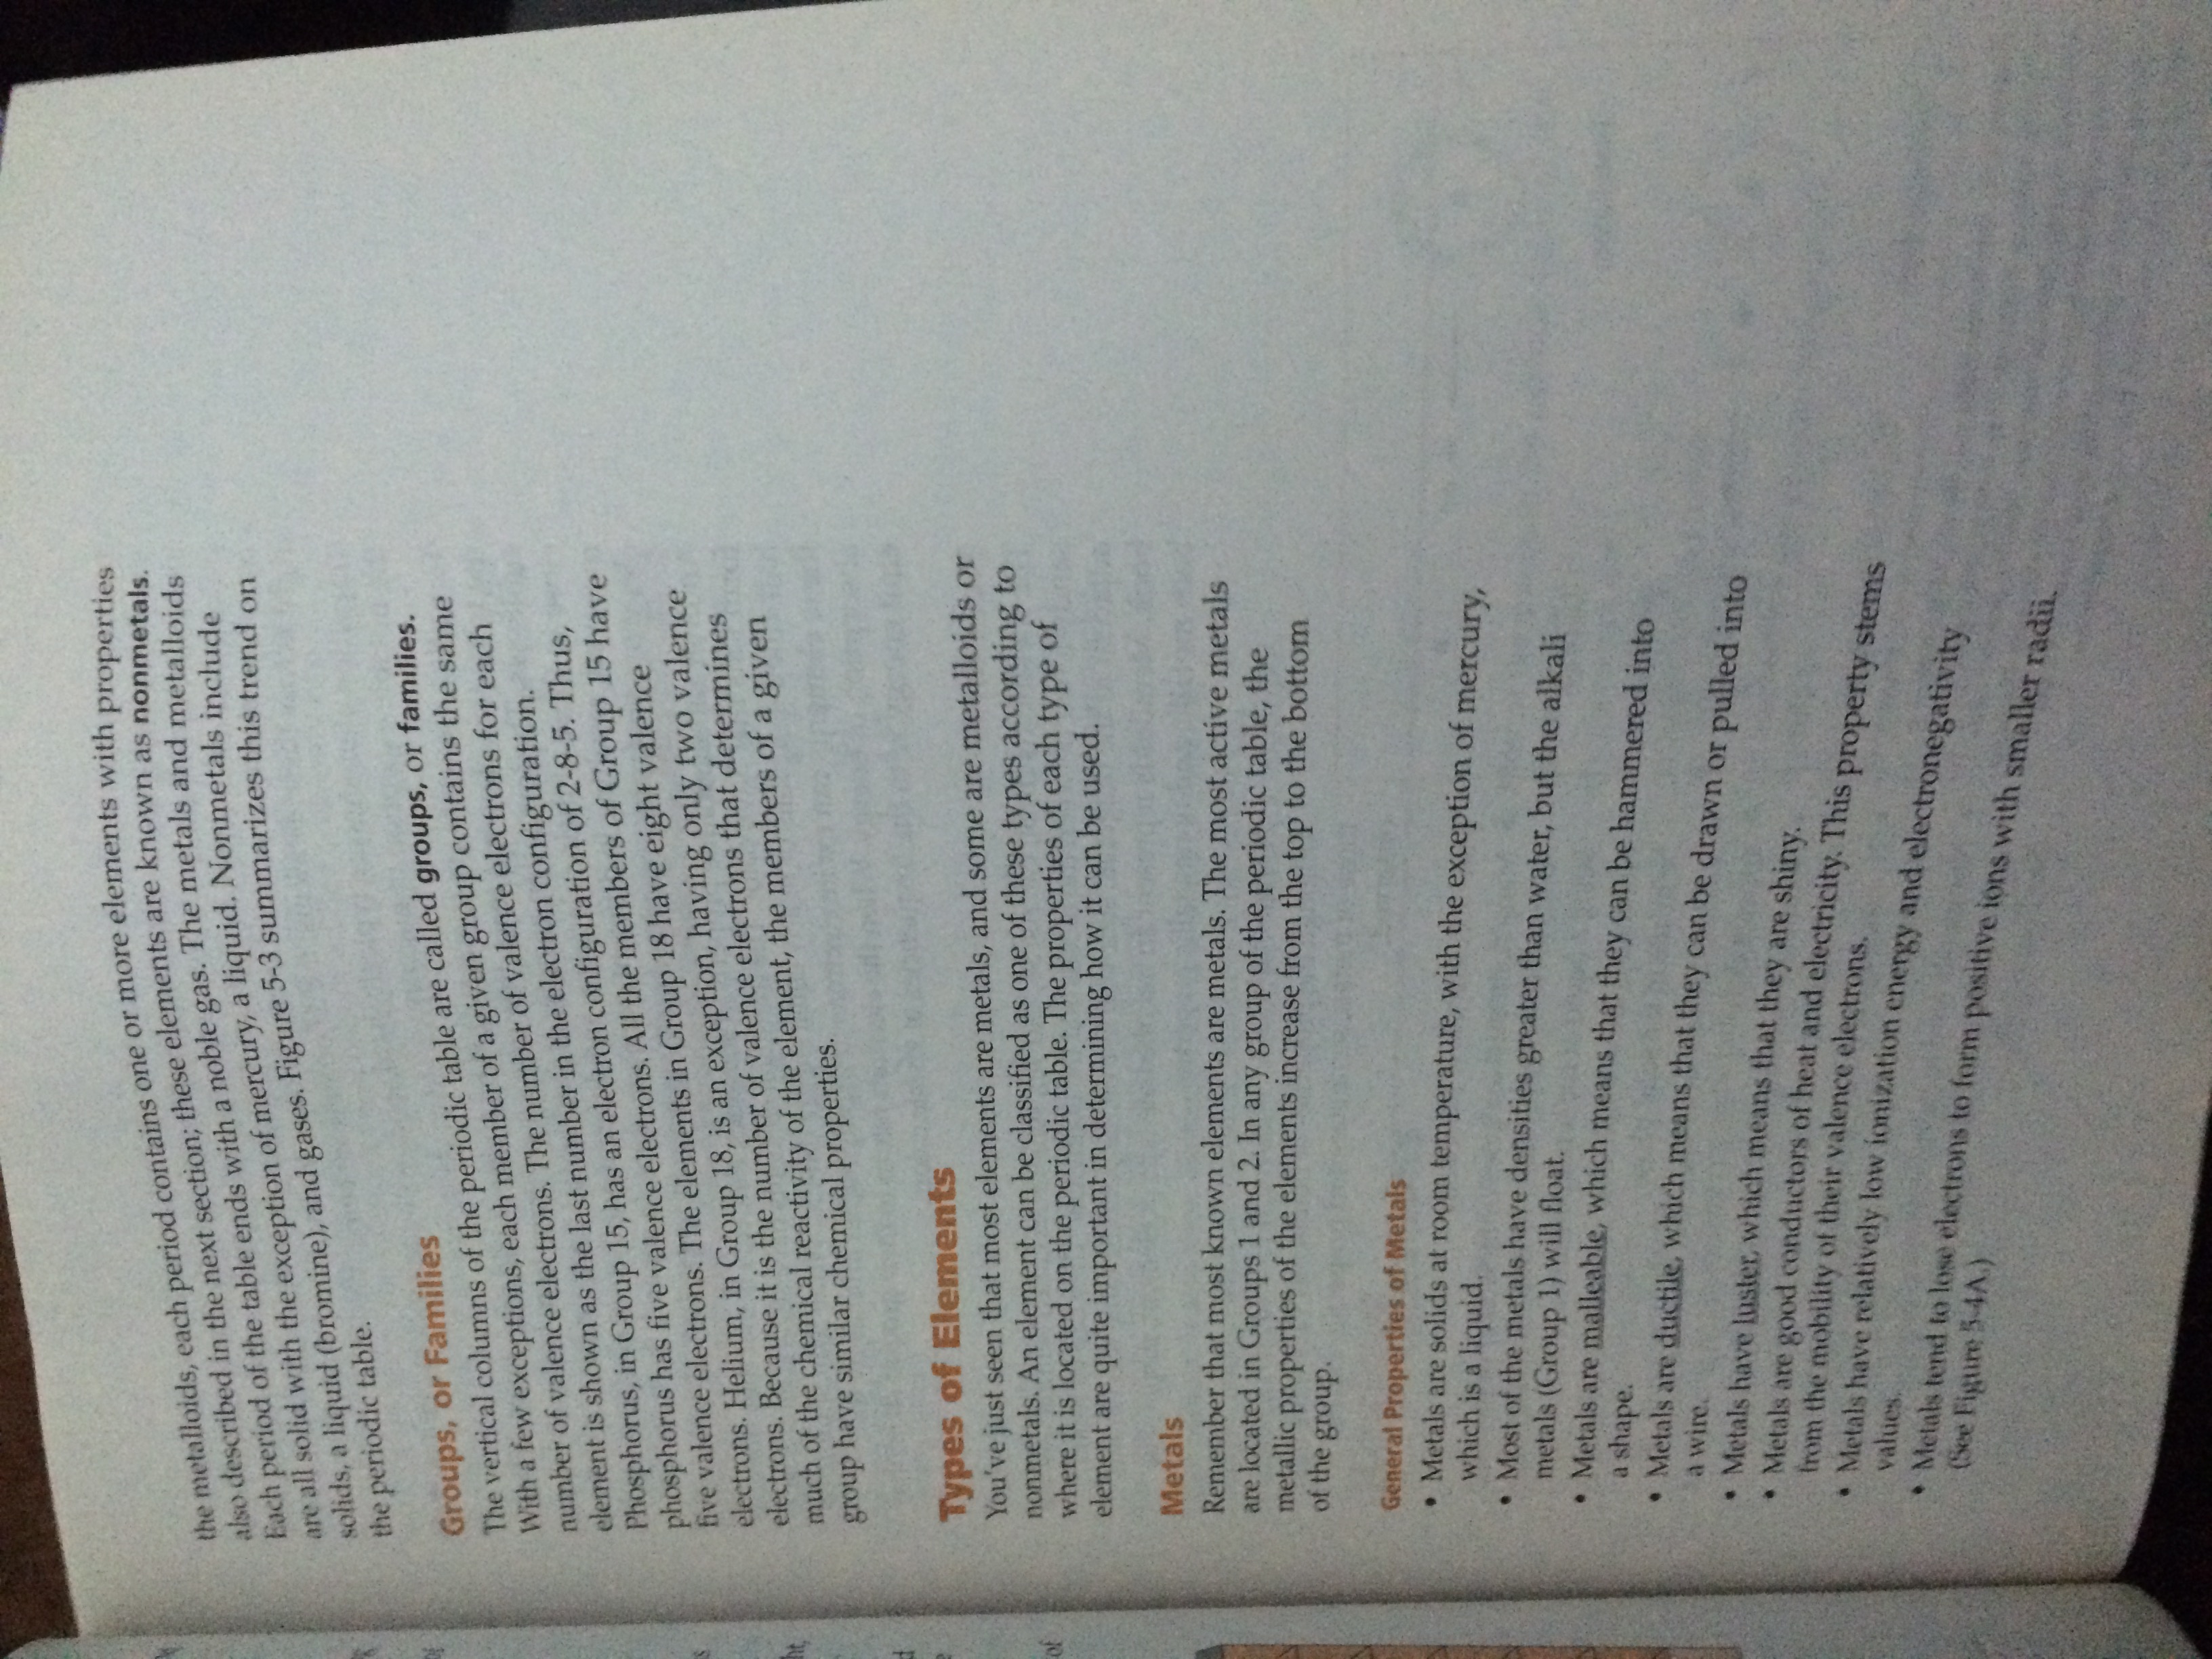 the metalloids, each period contains one or more elements with properties
also described in the next section; these elements are known as nonmetals.
Each period of the table ends with a noble gas. The metals and metalloids
are all solid with the exception of mercury, a liquid. Nonmetals include
solids, a liquid (bromine), and gases. Figure 5-3 summarizes this trend on
the periodic table.
Groups, or Families
The vertical columns of the periodic table are called groups, or families.
With a few exceptions, each member of a given group contains the same
number of valence electrons. The number of valence electrons for each
element is shown as the last number in the electron configuration.
Phosphorus, in Group 15, has an electron configuration of 2-8-5. Thus,
phosphorus has five valence electrons. All the members of Group 15 have
five valence electrons. The elements in Group 18 have eight valence
electrons. Helium, in Group 18, is an exception, having only two valence
electrons. Because it is the number of valence electrons that determines
much of the chemical reactivity of the element, the members of a given
group have similar chemical properties.
Types of Elements
You've just seen that most elements are metals, and some are metalloids or
nonmetals. An element can be classified as one of these types according to
where it is located on the periodic table. The properties of each type of
element are quite important in determining how it can be used.
Metals
Remember that most known elements are metals. The most active metals
are located in Groups 1 and 2. In any group of the periodic table, the
metallic properties of the elements increase from the top to the bottom
of the group.
General Properties of Metals
• Metals are solids at room temperature, with the exception of mercury,
which is a liquid.
• Most of the metals have densities greater than water, but the alkali
metals (Group 1) will float.
• Metals are malleable, which means that they can be hammered into
a shape.
• Metals are ductile, which means that they can be drawn or pulled into
a wire.
• Metals have luster, which means that they are shiny.
• Metals are good conductors of heat and electricity. This property stems
from the mobility of their valence electrons.
• Metals have relatively low ionization energy and electronegativity
values.
• Metals tend to lose electrons to form positive ions with smaller radii.
(See Figure 5-4A.)